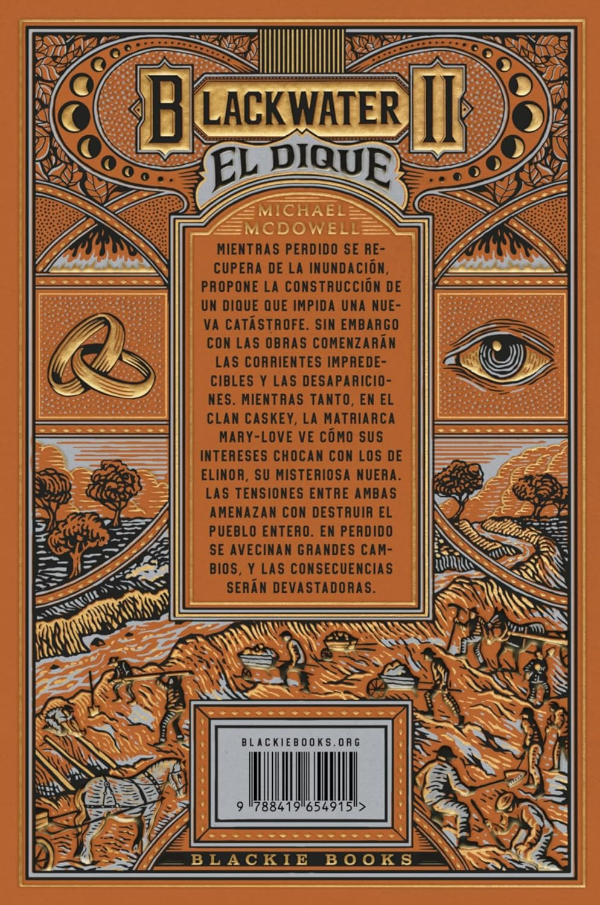 BLACKWATER II
EL DIQUE
MICHAEL
MCDOWELL
MIENTRAS PERDIDO SE RE-
CUPERA DE LA INUNDACIÓN,
PROPONE LA CONSTRUCCIÓN DE
UN DIQUE QUE IMPIDA UNA NUE-
VA CATÁSTROFE. SIN EMBARGO
CON LAS OBRAS COMENZARÁN
LAS CORRIENTES IMPREDE-
CIBLES Y LAS DESAPARICIO-
NES. MIENTRAS TANTO, EN EL
CLAN CASKEY, LA MATRIARCA
MARY-LOVE VE CÓMO SUS
INTERESES CHOCAN CON LOS DE
ELINOR, SU MISTERIOSA NUERA.
LAS TENSIONES ENTRE AMBAS
AMENAZAN CON DESTRUIR EL
PUEBLO ENTERO. EN PERDIDO
SE AVECINAN GRANDES CAM-
BIOS, Y LAS CONSECUENCIAS
SERÁN DEVASTADORAS.
BLACKIEBOOKS.ORG
9 788419 654915 >
BLACKIE BOOKS